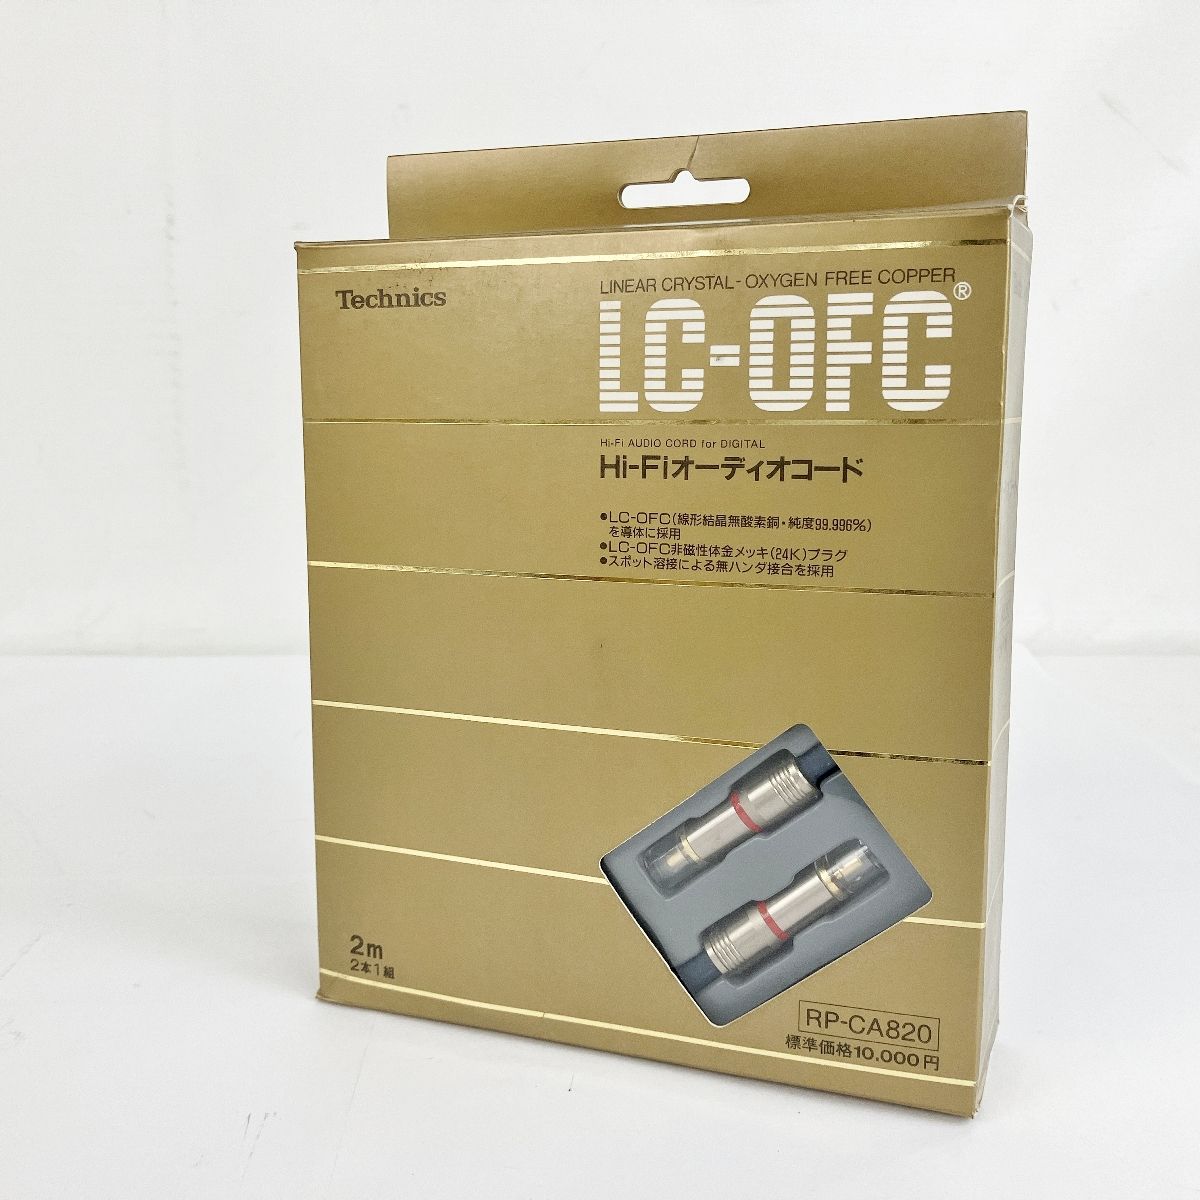 Technics
LINEAR CRYSTAL-OXYGEN FREE COPPER
LC-OFC®
Hi-Fi AUDIO CORD for DIGITAL
Hi-Fiオーディオコード
●LC-OFC(線形結晶無酸素銅・純度99.996%)
を導体に採用
●LC-OFC非磁性体金メッキ(24K)プラグ
●スポット溶接による無ハンダ接合を採用
2m
2本1組
RP-CA820
標準価格10,000円